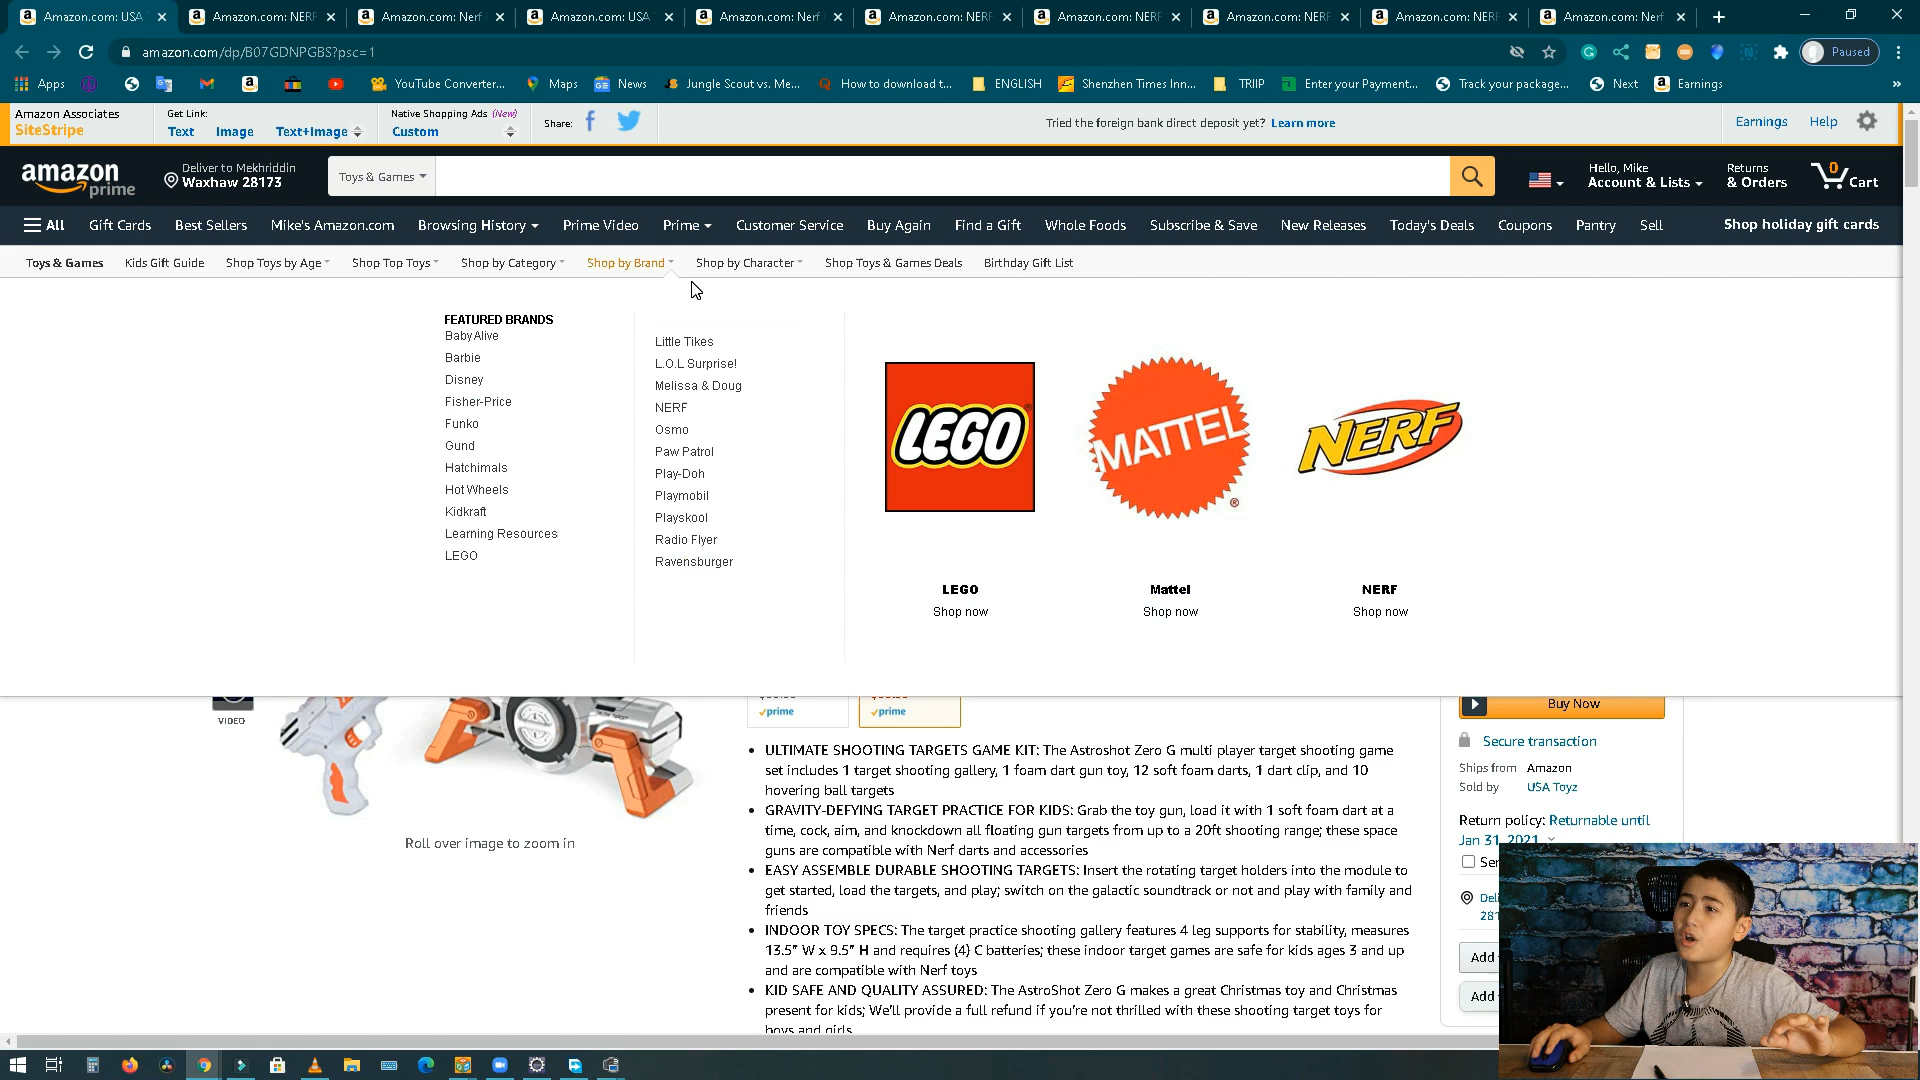 Amazon.com: USA
Amazon.com: NERF
Amazon.com: Nerf
Amazon.com: USA
Amazon.com: Nerf
Amazon.com: NERF
Amazon.com: NERF
Amazon.com: NERF
Amazon.com: NERF
Amazon.com: Nerf
amazon.com/dp/B07GDNPGBS?psc=1
Paused
Apps
YouTube Converter...
Maps
News
Jungle Scout vs. Me...
How to download t...
ENGLISH
Shenzhen Times Inn...
TRIIP
Enter your Payment...
Track your package...
Next
Earnings
Amazon Associates
SiteStripe
Get Link:
Text Image Text+Image
Native Shopping Ads (New)
Custom
Share:
Tried the foreign bank direct deposit yet? Learn more
Earnings
Help
amazon prime
Deliver to Mekhriddin
Waxhaw 28173
Toys & Games
Hello, Mike
Account & Lists
Returns
& Orders
0
Cart
All
Gift Cards
Best Sellers
Mike's Amazon.com
Browsing History
Prime Video
Prime
Customer Service
Buy Again
Find a Gift
Whole Foods
Subscribe & Save
New Releases
Today's Deals
Coupons
Pantry
Sell
Shop holiday gift cards
Toys & Games
Kids Gift Guide
Shop Toys by Age
Shop Top Toys
Shop by Category
Shop by Brand
Shop by Character
Shop Toys & Games Deals
Birthday Gift List
FEATURED BRANDS
Baby Alive
Barbie
Disney
Fisher-Price
Funko
Gund
Hatchimals
Hot Wheels
Kidkraft
Learning Resources
LEGO
Little Tikes
L.O.L Surprise!
Melissa & Doug
NERF
Osmo
Paw Patrol
Play-Doh
Playmobil
Playskool
Radio Flyer
Ravensburger
LEGO
MATTEL
NERF
LEGO
Shop now
Mattel
Shop now
NERF
Shop now
VIDEO
Roll over image to zoom in
prime
prime
ULTIMATE SHOOTING TARGETS GAME KIT: The Astroshot Zero G multi player target shooting game
set includes 1 target shooting gallery, 1 foam dart gun toy, 12 soft foam darts, 1 dart clip, and 10
hovering ball targets
GRAVITY-DEFYING TARGET PRACTICE FOR KIDS: Grab the toy gun, load it with 1 soft foam dart at a
time, cock, aim, and knockdown all floating gun targets from up to a 20ft shooting range; these space
guns are compatible with Nerf darts and accessories
EASY ASSEMBLE DURABLE SHOOTING TARGETS: Insert the rotating target holders into the module to
get started, load the targets, and play; switch on the galactic soundtrack or not and play with family and
friends
INDOOR TOY SPECS: The target practice shooting gallery features 4 leg supports for stability, measures
13.5” W x 9.5” H and requires (4) C batteries; these indoor target games are safe for kids ages 3 and up
and are compatible with Nerf toys
KID SAFE AND QUALITY ASSURED: The AstroShot Zero G makes a great Christmas toy and Christmas
present for kids; We'll provide a full refund if you're not thrilled with these shooting target toys for
boys and girls
Buy Now
Secure transaction
Ships from Amazon
Sold by USA Toyz
Return policy: Returnable until
Jan 31, 2021
Add
Add